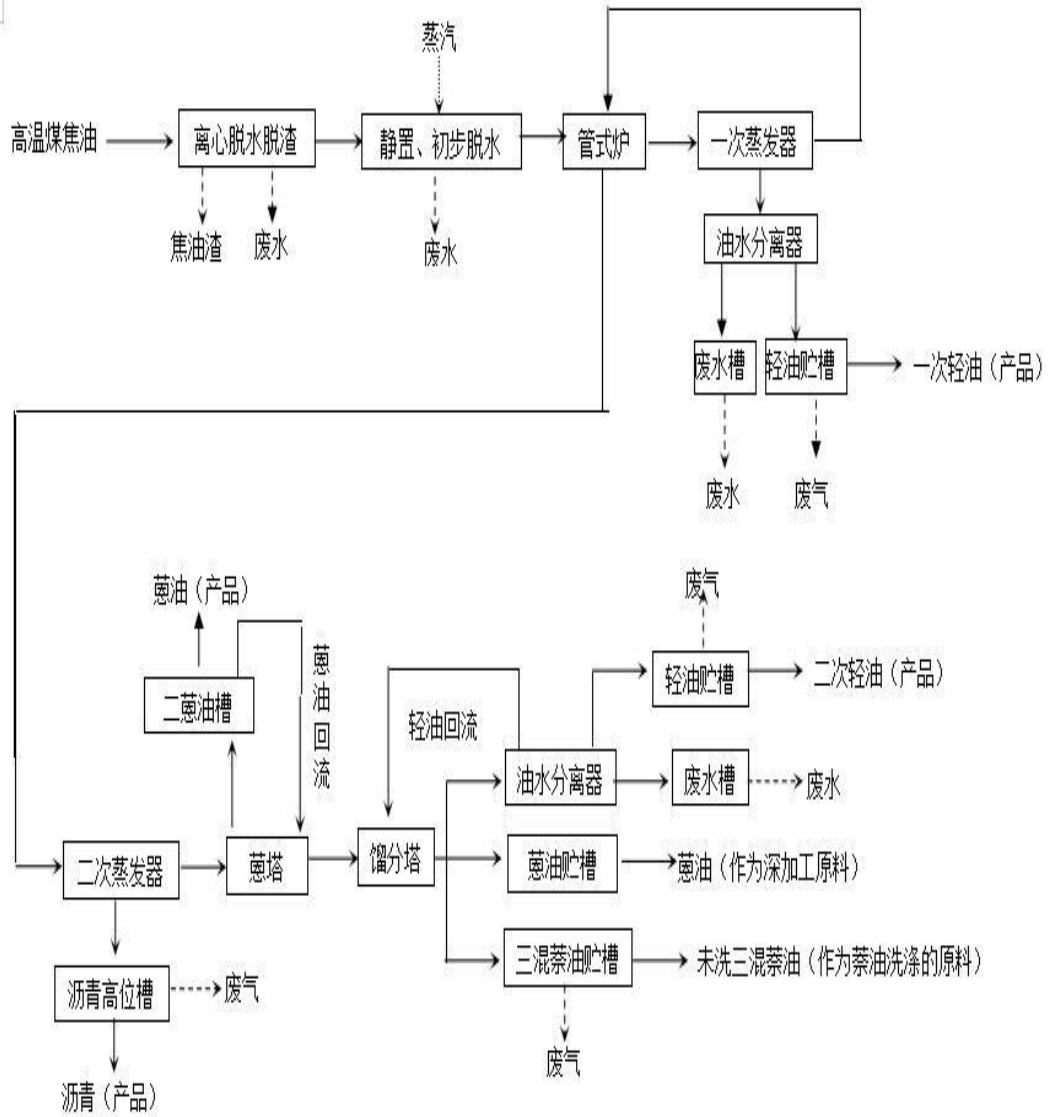 蒸汽
高温煤焦油
离心脱水脱渣
静置、初步脱水
管式炉
一次蒸发器
焦油渣
废水
废水
油水分离器
废水槽
轻油贮槽
一次轻油（产品）
废水
废气
蒽油（产品）
二蒽油槽
蒽油回流
轻油回流
废气
轻油贮槽
二次轻油（产品）
油水分离器
废水槽
废水
二次蒸发器
蒽塔
馏分塔
蒽油贮槽
蒽油（作为深加工原料）
三混萘油贮槽
未洗三混萘油（作为萘油洗涤的原料）
沥青高位槽
废气
废气
沥青（产品）